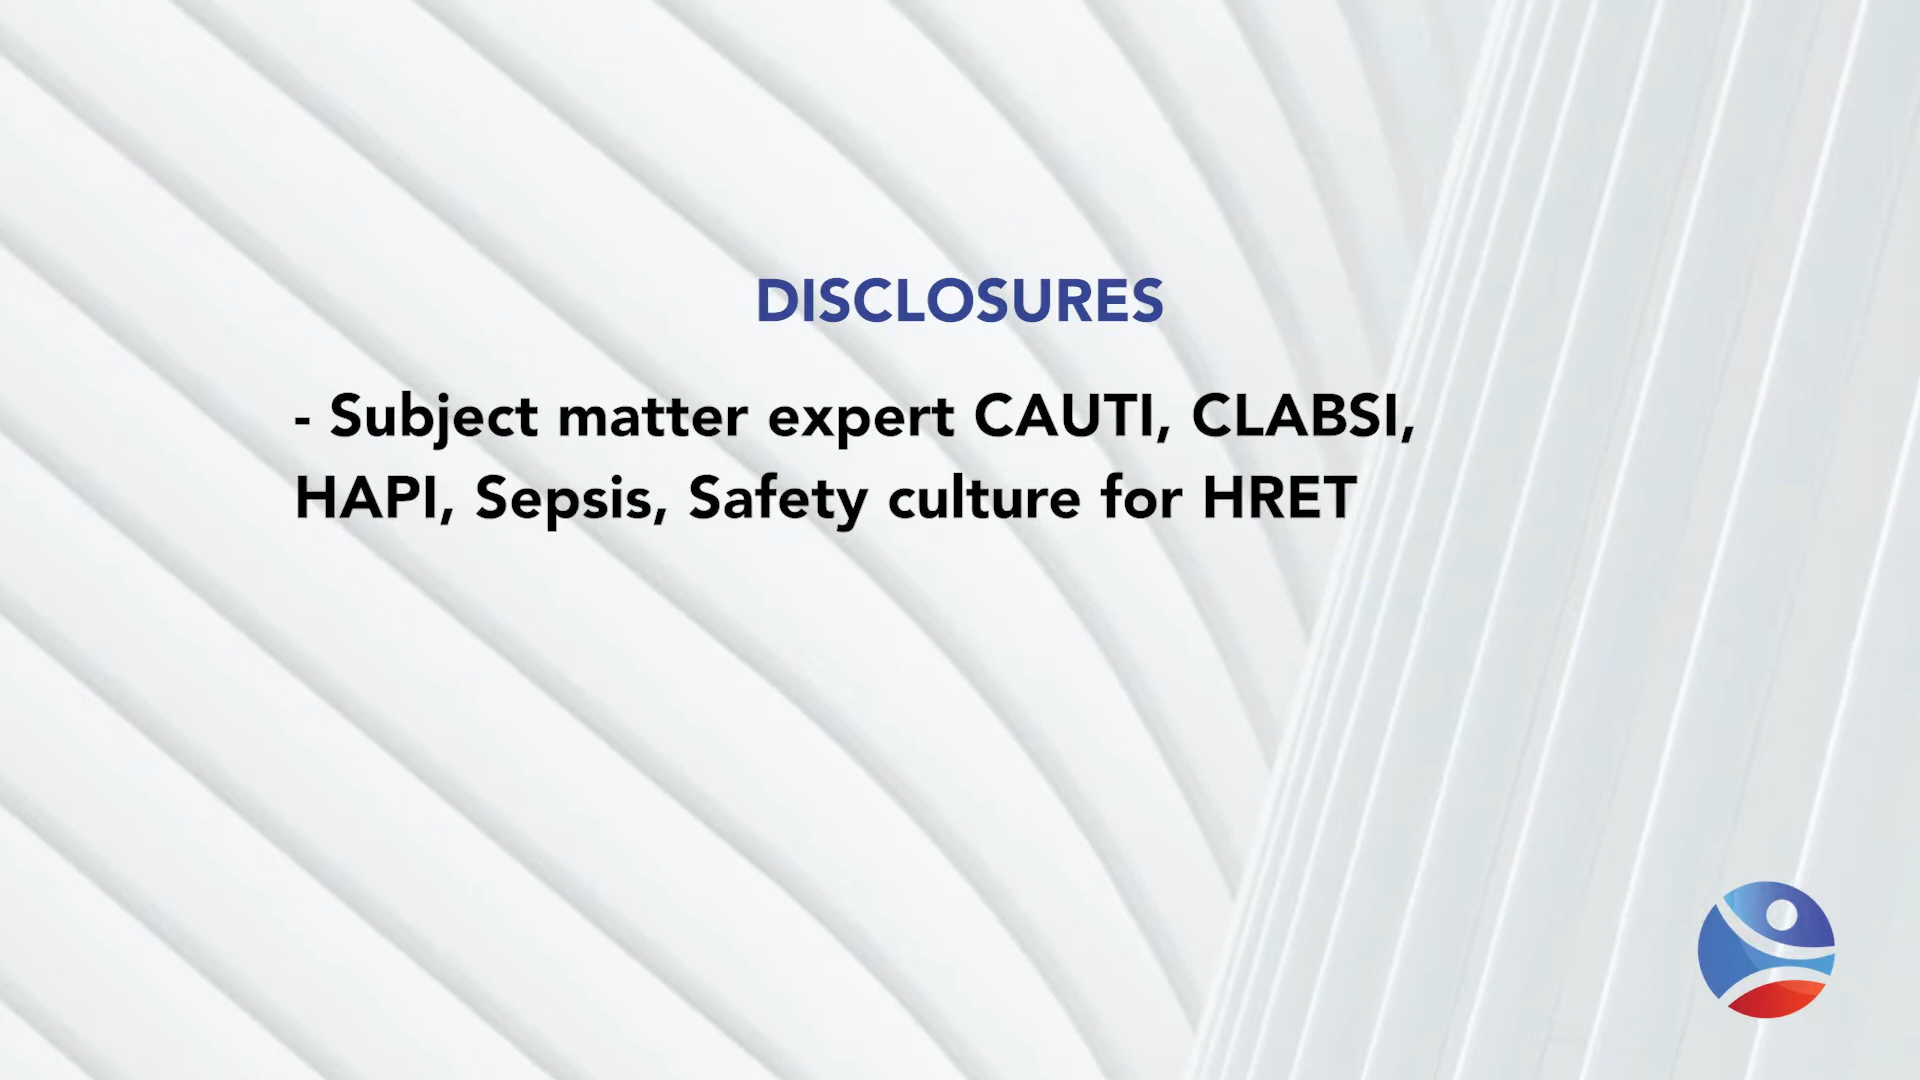 DISCLOSURES
- Subject matter expert CAUTI, CLABSI,
HAPI, Sepsis, Safety culture for HRET